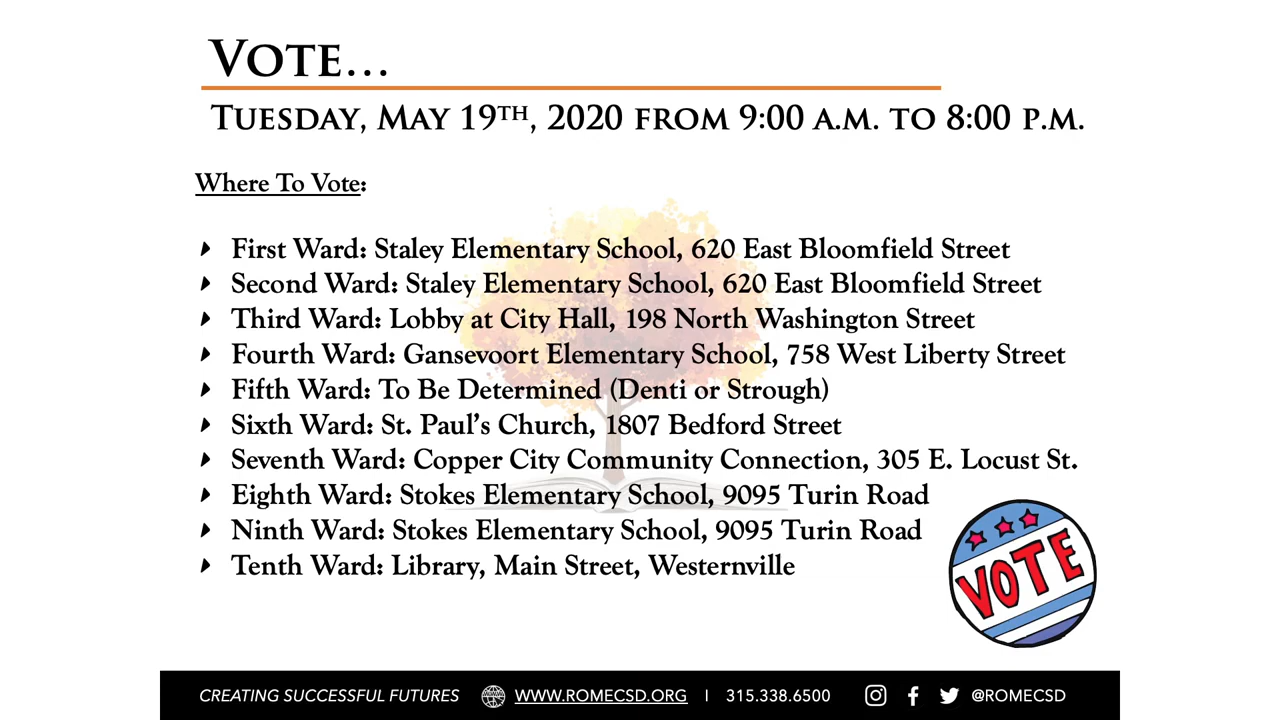 VOTE...
TUESDAY, MAY 19TH, 2020 FROM 9:00 A.M. TO 8:00 P.M.
Where To Vote:
First Ward: Staley Elementary School, 620 East Bloomfield Street
Second Ward: Staley Elementary School, 620 East Bloomfield Street
Third Ward: Lobby at City Hall, 198 North Washington Street
Fourth Ward: Gansevoort Elementary School, 758 West Liberty Street
Fifth Ward: To Be Determined (Denti or Strough)
Sixth Ward: St. Paul's Church, 1807 Bedford Street
Seventh Ward: Copper City Community Connection, 305 E. Locust St.
Eighth Ward: Stokes Elementary School, 9095 Turin Road
Ninth Ward: Stokes Elementary School, 9095 Turin Road
Tenth Ward: Library, Main Street, Westernville
VOTE
CREATING SUCCESSFUL FUTURES WWW.ROMECSD.ORG | 315.338.6500 @ROMECSD